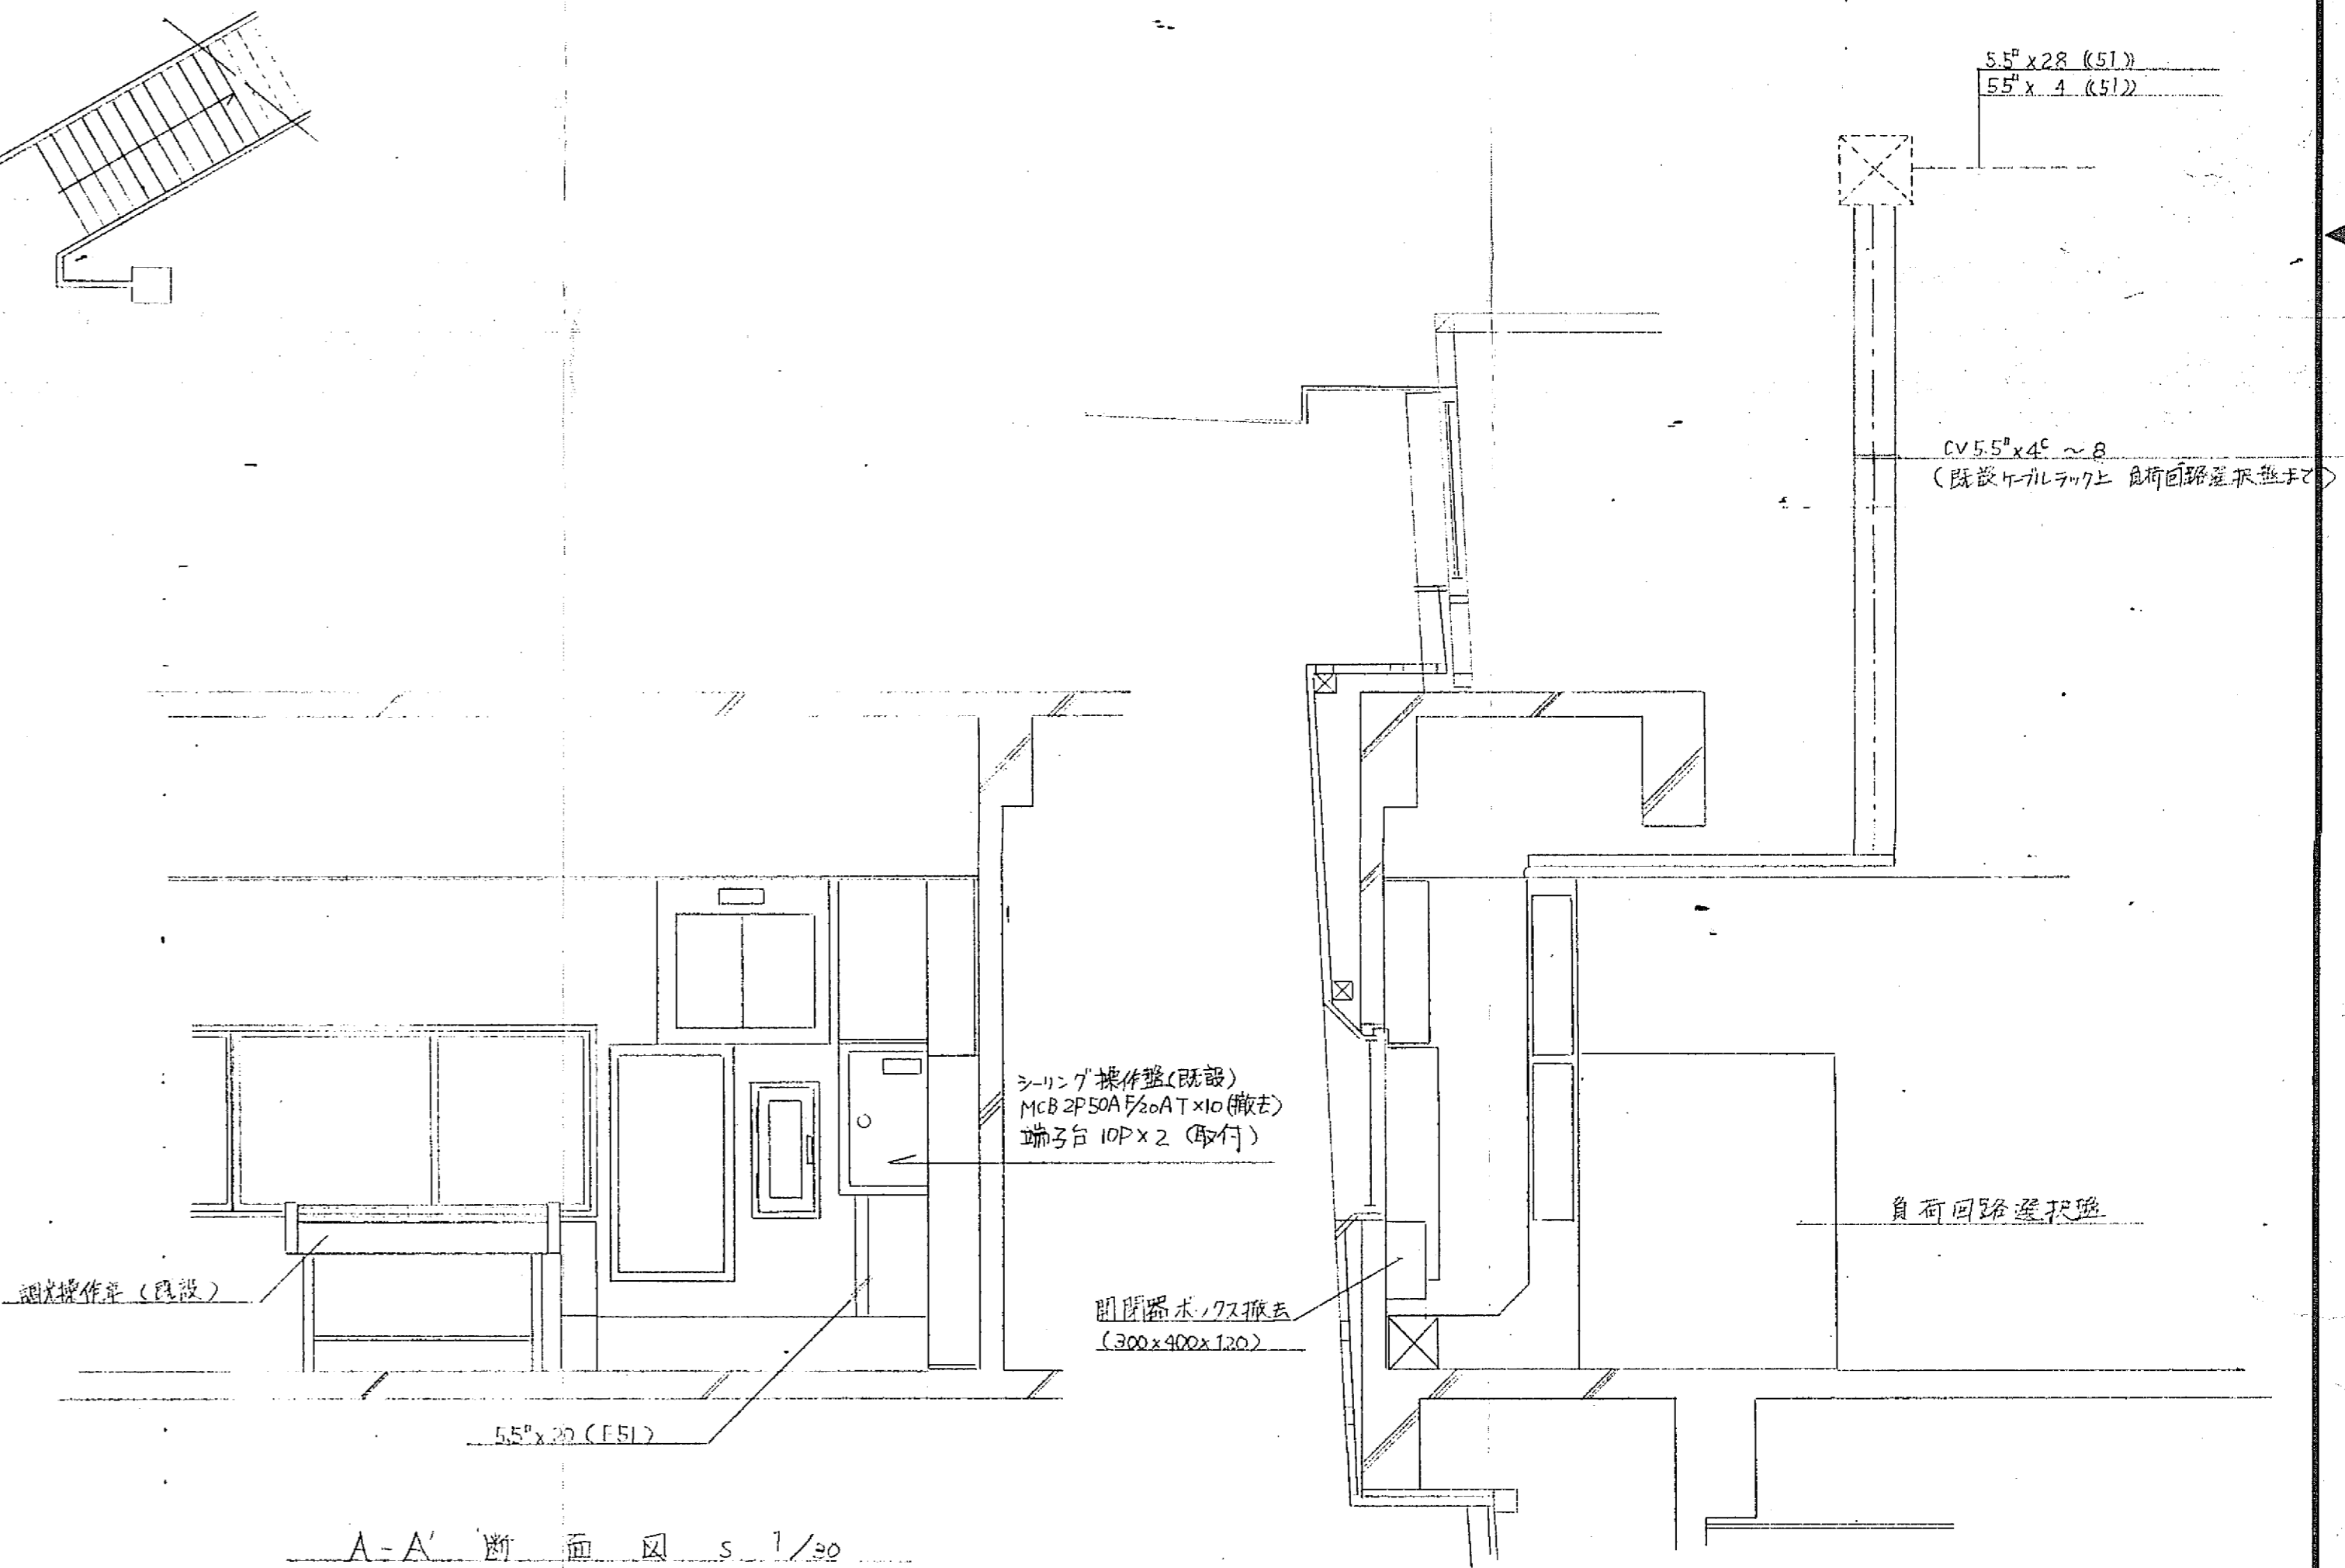 5.5□x28 ((51))
5.5□x 4 ((51))
CV5.5□x4C ～8
(既設ケーブルラック上 負荷回路選択盤まで)
シーリング操作盤(既設)
MCB2P50AF/20AT×10(撤去)
端子台 10P×2 (取付)
負荷回路選択盤
調光操作卓(既設)
開閉器ボックス撤去
(300x400x120)
5.5□x20 (E51)
A-A' 断面図 S 1/30